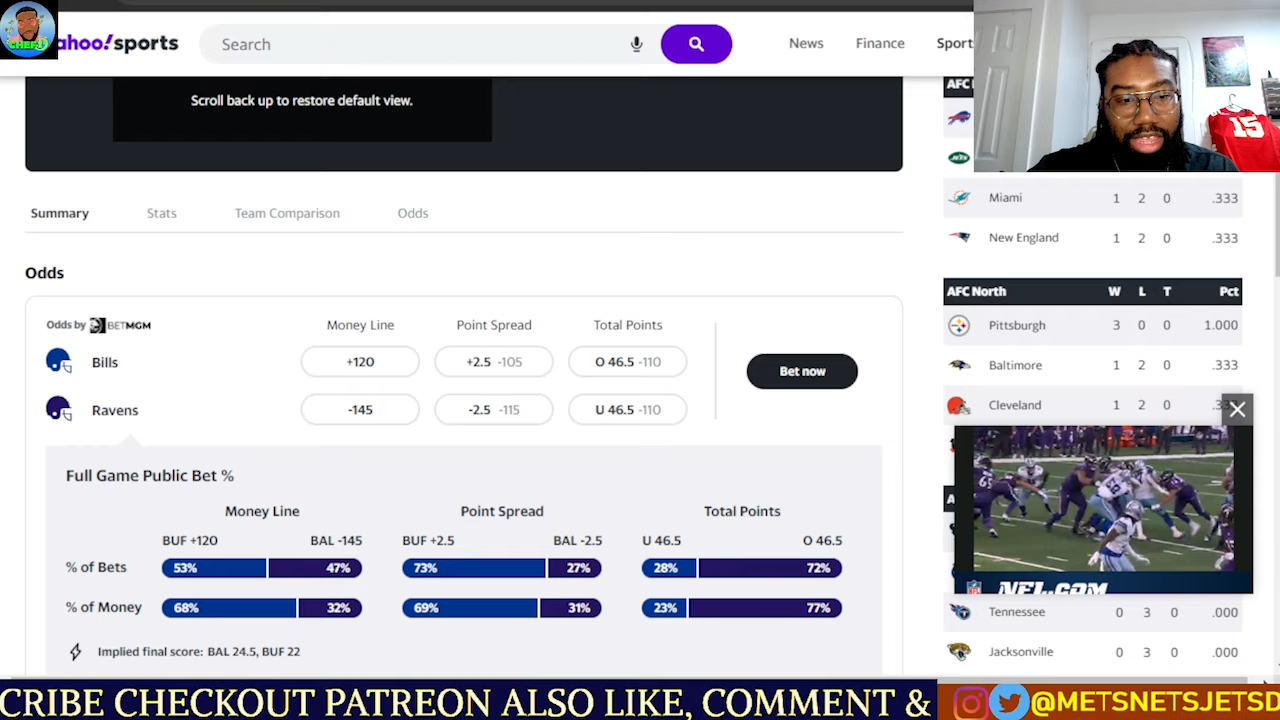 CHEFJ
ahoo!sports
Search
News
Finance
Sport
Scroll back up to restore default view.
15
JETS
Miami 1 2 0 .333
New England 1 2 0 .333
Summary
Stats
Team Comparison
Odds
Odds
AFC North W L T Pct
Pittsburgh 3 0 0 1.000
Baltimore 1 2 0 .333
Cleveland 1 2 0
Odds by BETMGM
Money Line
Point Spread
Total Points
Bills +120 +2.5 -105 O 46.5 -110
Ravens -145 -2.5 -115 U 46.5 -110
Bet now
Full Game Public Bet %
Money Line
Point Spread
Total Points
BUF +120 BAL -145 BUF +2.5 BAL -2.5 U 46.5 O 46.5
% of Bets 53% 47% 73% 27% 28% 72%
% of Money 68% 32% 69% 31% 23% 77%
Implied final score: BAL 24.5, BUF 22
65
NFL NFL.COM
Tennessee 0 3 0 .000
Jacksonville 0 3 0 .000
CRIBE CHECKOUT PATREON ALSO LIKE, COMMENT &
@METSNETSJETSD